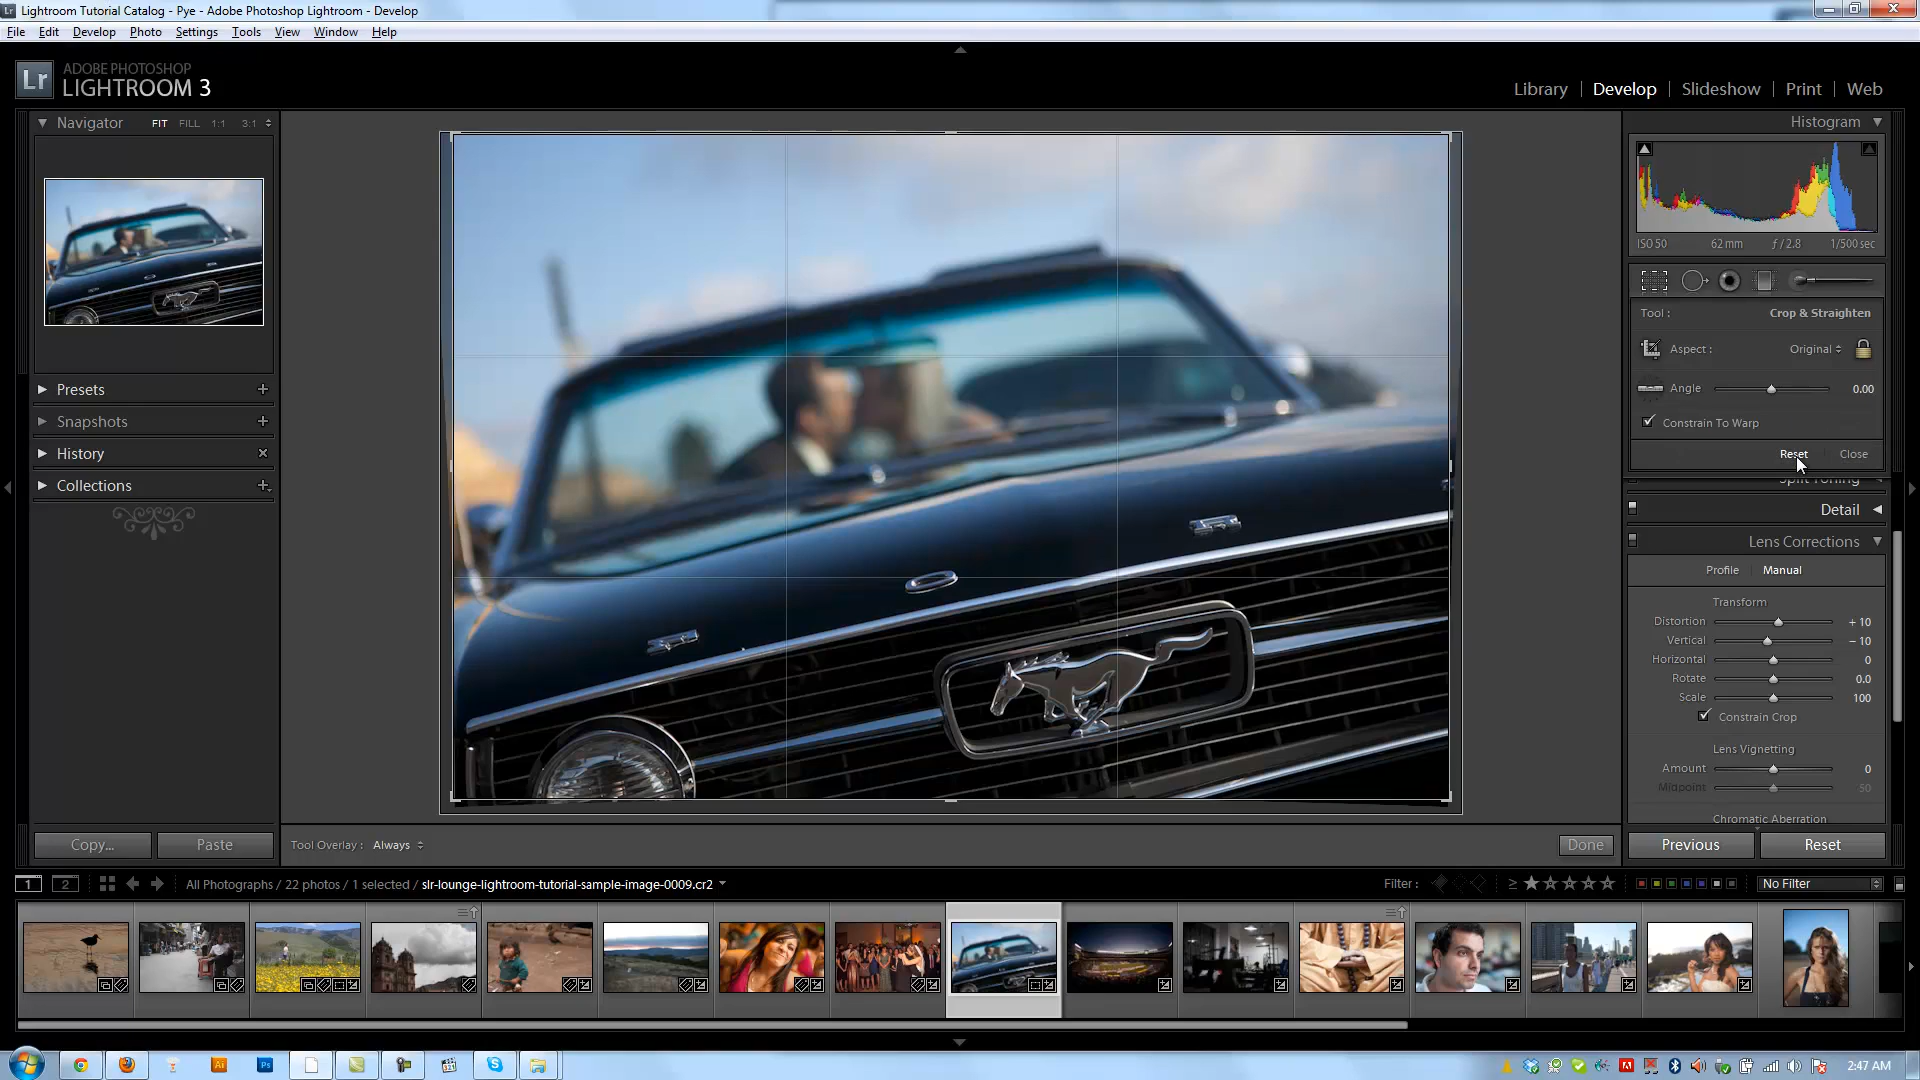 Lightroom Tutorial Catalog - Pye - Adobe Photoshop Lightroom - Develop
File Edit Develop Photo Settings Tools View Window Help
Lr ADOBE PHOTOSHOP
LIGHTROOM 3
Library | Develop | Slideshow | Print | Web
Navigator FIT FILL 1:1 3:1
Presets
Snapshots
History
Collections
Copy... Paste
Histogram
ISO 50 62 mm ƒ / 2.8 1/500 sec
Tool : Crop & Straighten
Aspect : Original
Angle 0.00
Constrain To Warp
Reset Close
Split Toning
Detail
Lens Corrections
Profile Manual
Transform
Distortion + 10
Vertical – 10
Horizontal 0
Rotate 0.0
Scale 100
Constrain Crop
Lens Vignetting
Amount 0
Midpoint 50
Chromatic Aberration
Tool Overlay : Always Done
Previous Reset
1 2 All Photographs / 22 photos / 1 selected / slr-lounge-lightroom-tutorial-sample-image-0009.cr2
Filter : ≥ No Filter
Ai Ps
2:47 AM